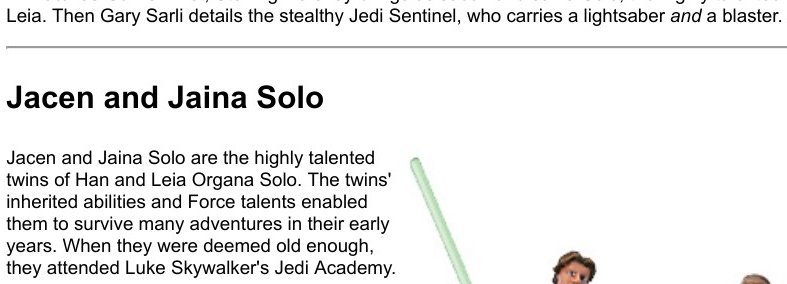 Leia. Then Gary Sarli details the stealthy Jedi Sentinel, who carries a lightsaber and a blaster.
Jacen and Jaina Solo
Jacen and Jaina Solo are the highly talented
twins of Han and Leia Organa Solo. The twins'
inherited abilities and Force talents enabled
them to survive many adventures in their early
years. When they were deemed old enough,
they attended Luke Skywalker's Jedi Academy.